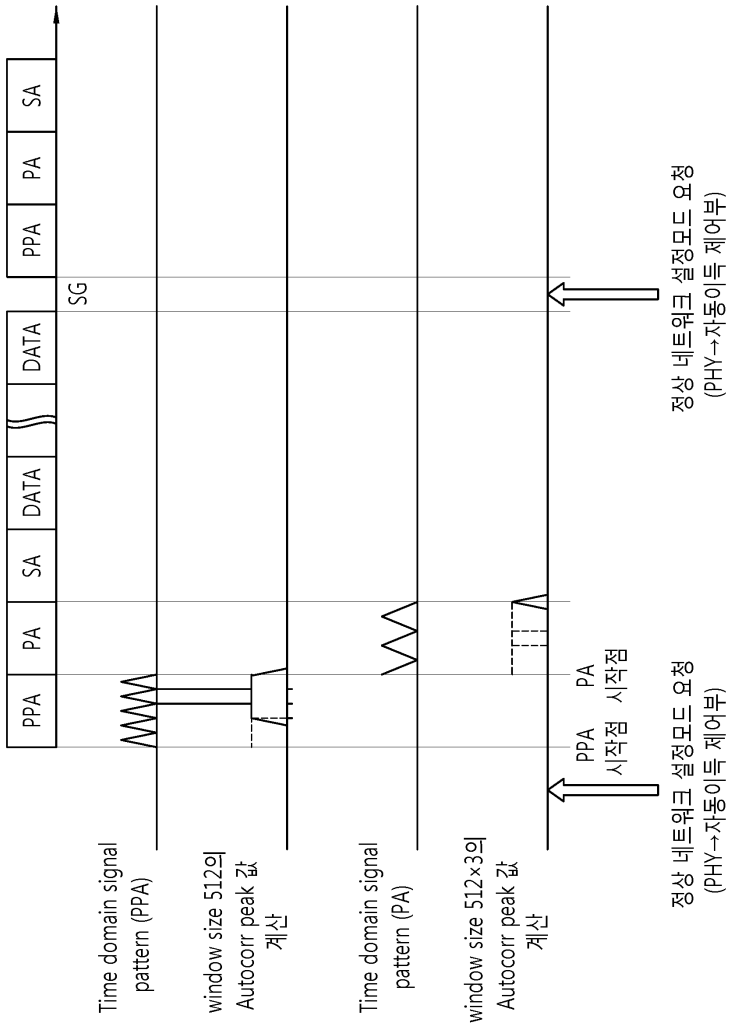 PPA
PA
SA
DATA
DATA
PPA
PA
SA
SG
Time domain signal
pattern (PPA)
window size 512의
Autocorr peak 값
계산
Time domain signal
pattern (PA)
window size 512×3의
Autocorr peak 값
계산
PPA
시작점
PA
시작점
정상 네트워크 설정모드 요청
(PHY→자동이득 제어부)
정상 네트워크 설정모드 요청
(PHY→자동이득 제어부)